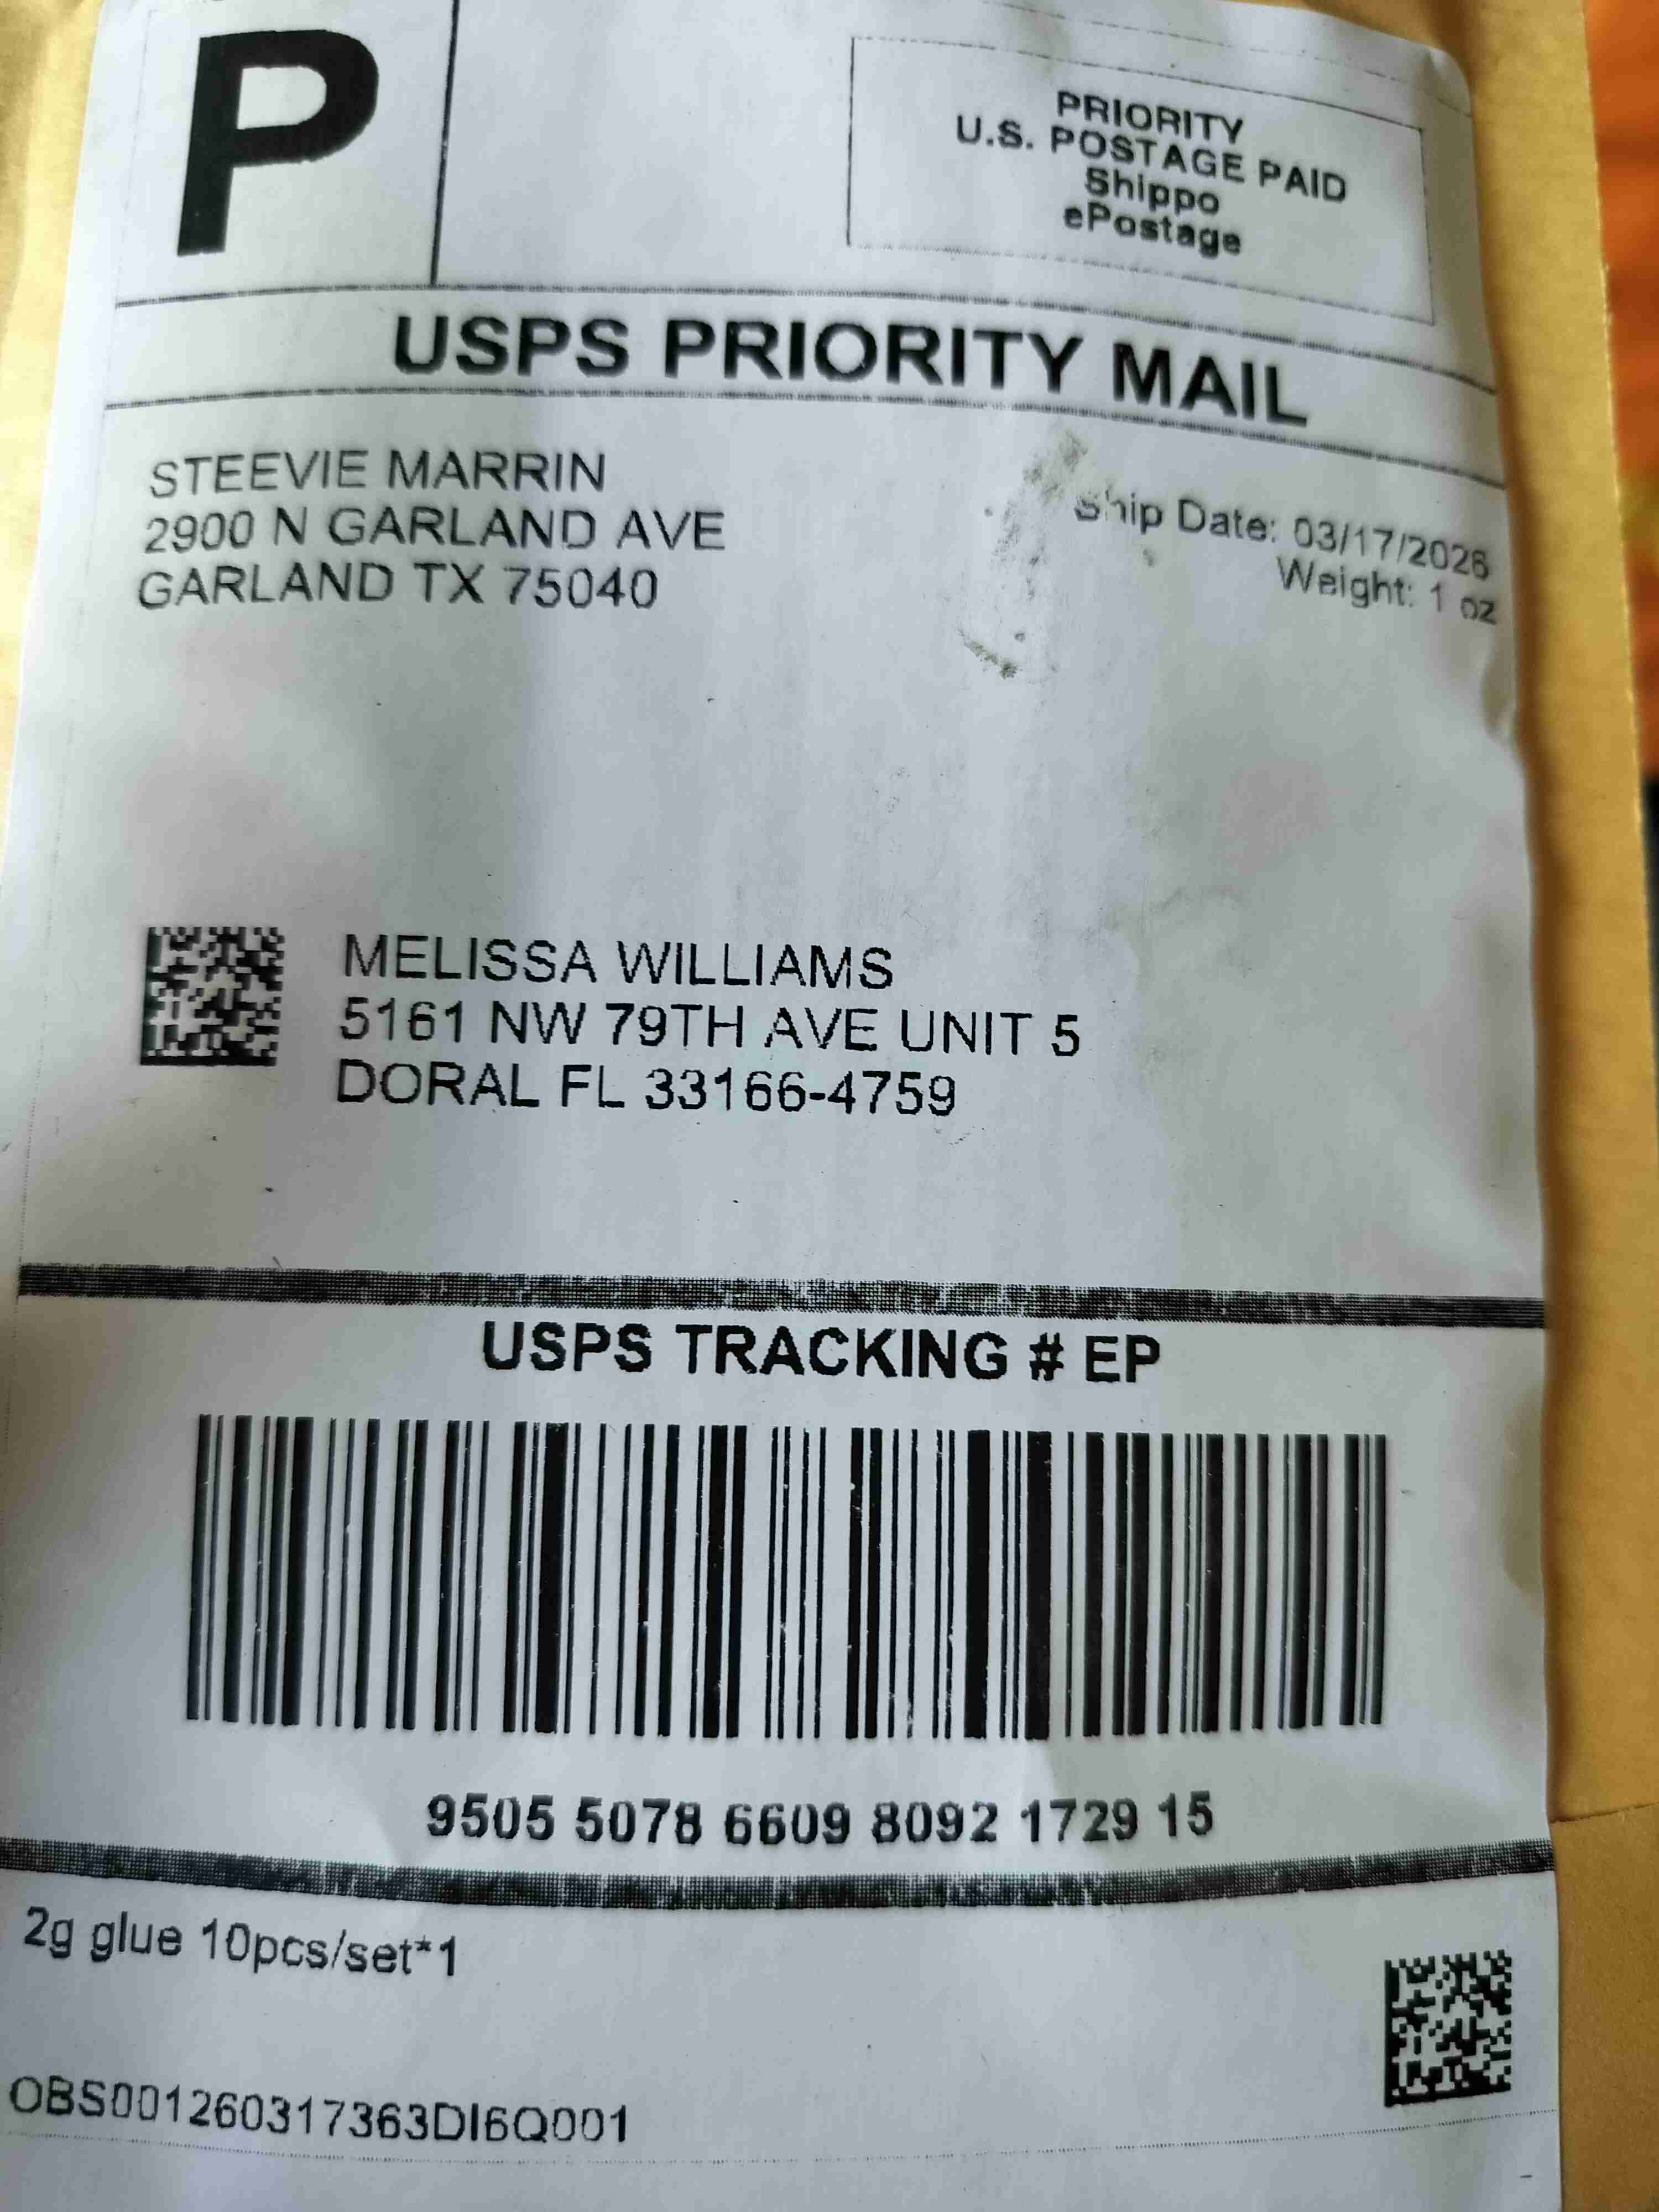 P
PRIORITY
U.S. POSTAGE PAID
Shippo
ePostage
USPS PRIORITY MAIL
STEEVIE MARRIN
2900 N GARLAND AVE
GARLAND TX 75040
Ship Date: 03/17/2026
Weight: 1 oz
MELISSA WILLIAMS
5161 NW 79TH AVE UNIT 5
DORAL FL 33166-4759
USPS TRACKING # EP
9505 5078 6609 8092 1729 15
2g glue 10pcs/set*1
OBS001260317363DI6Q001